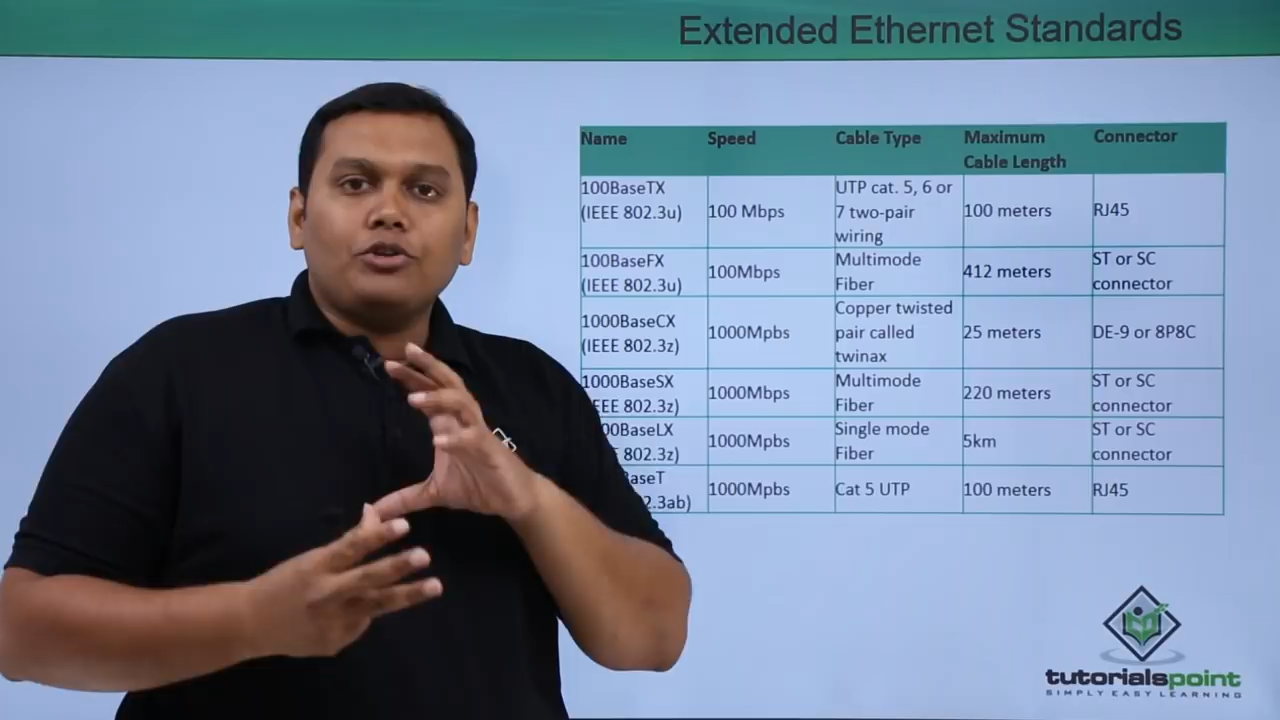 Extended Ethernet Standards
Name Speed Cable Type Maximum Cable Length Connector
100BaseTX (IEEE 802.3u) 100 Mbps UTP cat. 5, 6 or 7 two-pair wiring 100 meters RJ45
100BaseFX (IEEE 802.3u) 100Mbps Multimode Fiber 412 meters ST or SC connector
1000BaseCX (IEEE 802.3z) 1000Mpbs Copper twisted pair called twinax 25 meters DE-9 or 8P8C
1000BaseSX EEE 802.3z) 1000Mbps Multimode Fiber 220 meters ST or SC connector
00BaseLX 802.3z) 1000Mpbs Single mode Fiber 5km ST or SC connector
aseT 2.3ab) 1000Mpbs Cat 5 UTP 100 meters RJ45
tutorialspoint
SIMPLY EASY LEARNING